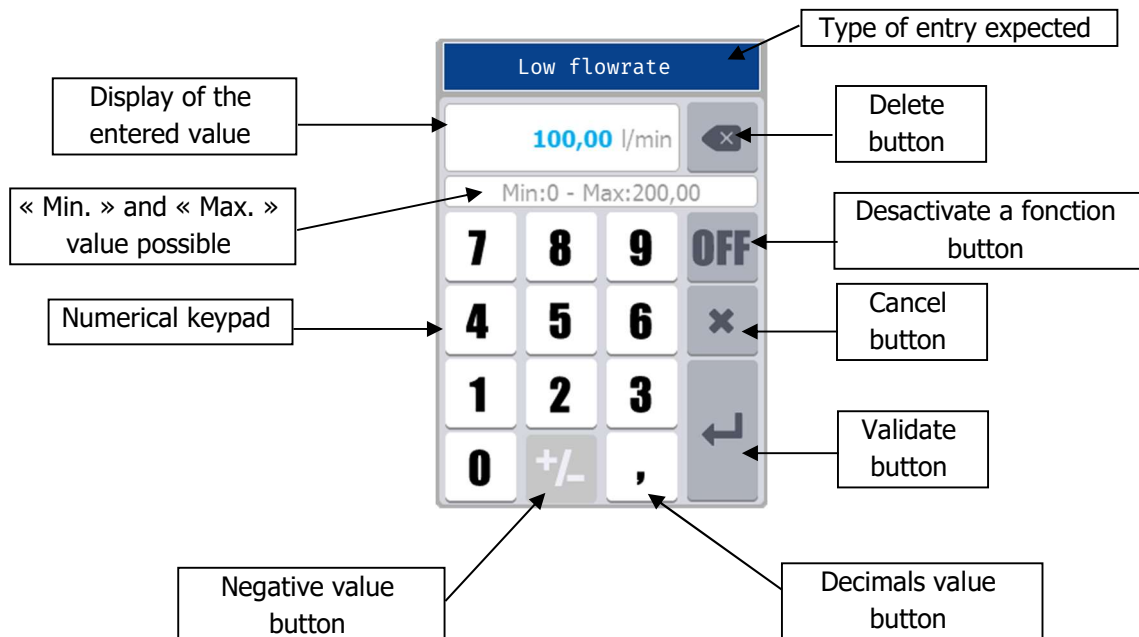 Type of entry expected
Low flowrate
Display of the
entered value
100,00 l/min
Delete
button
« Min. » and « Max. »
value possible
Min:0 - Max:200,00
Desactivate a fonction
button
7 8 9 OFF
Numerical keypad
4 5 6
Cancel
button
1 2 3
Validate
button
0 +/- ,
Negative value
button
Decimals value
button